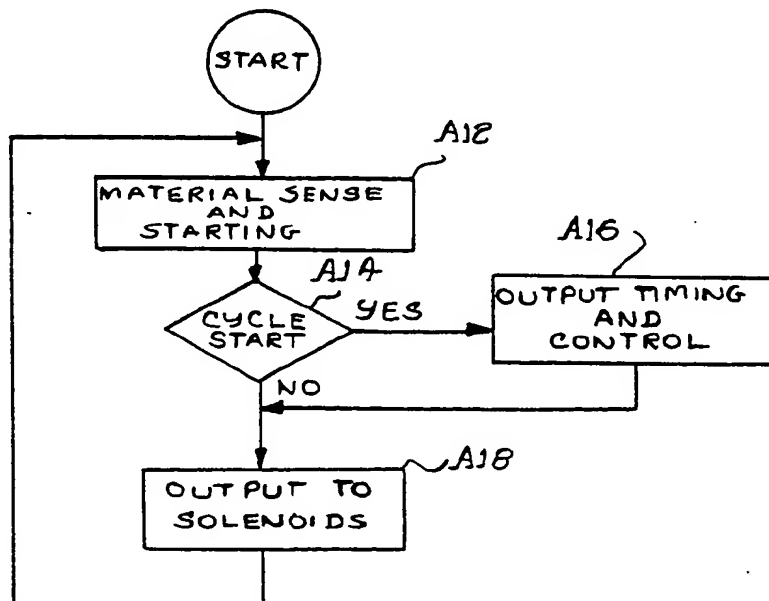 START
A12
MATERIAL SENSE
AND
STARTING
A14
CYCLE
START
YES
NO
A16
OUTPUT TIMING
AND
CONTROL
A18
OUTPUT TO
SOLENOIDS